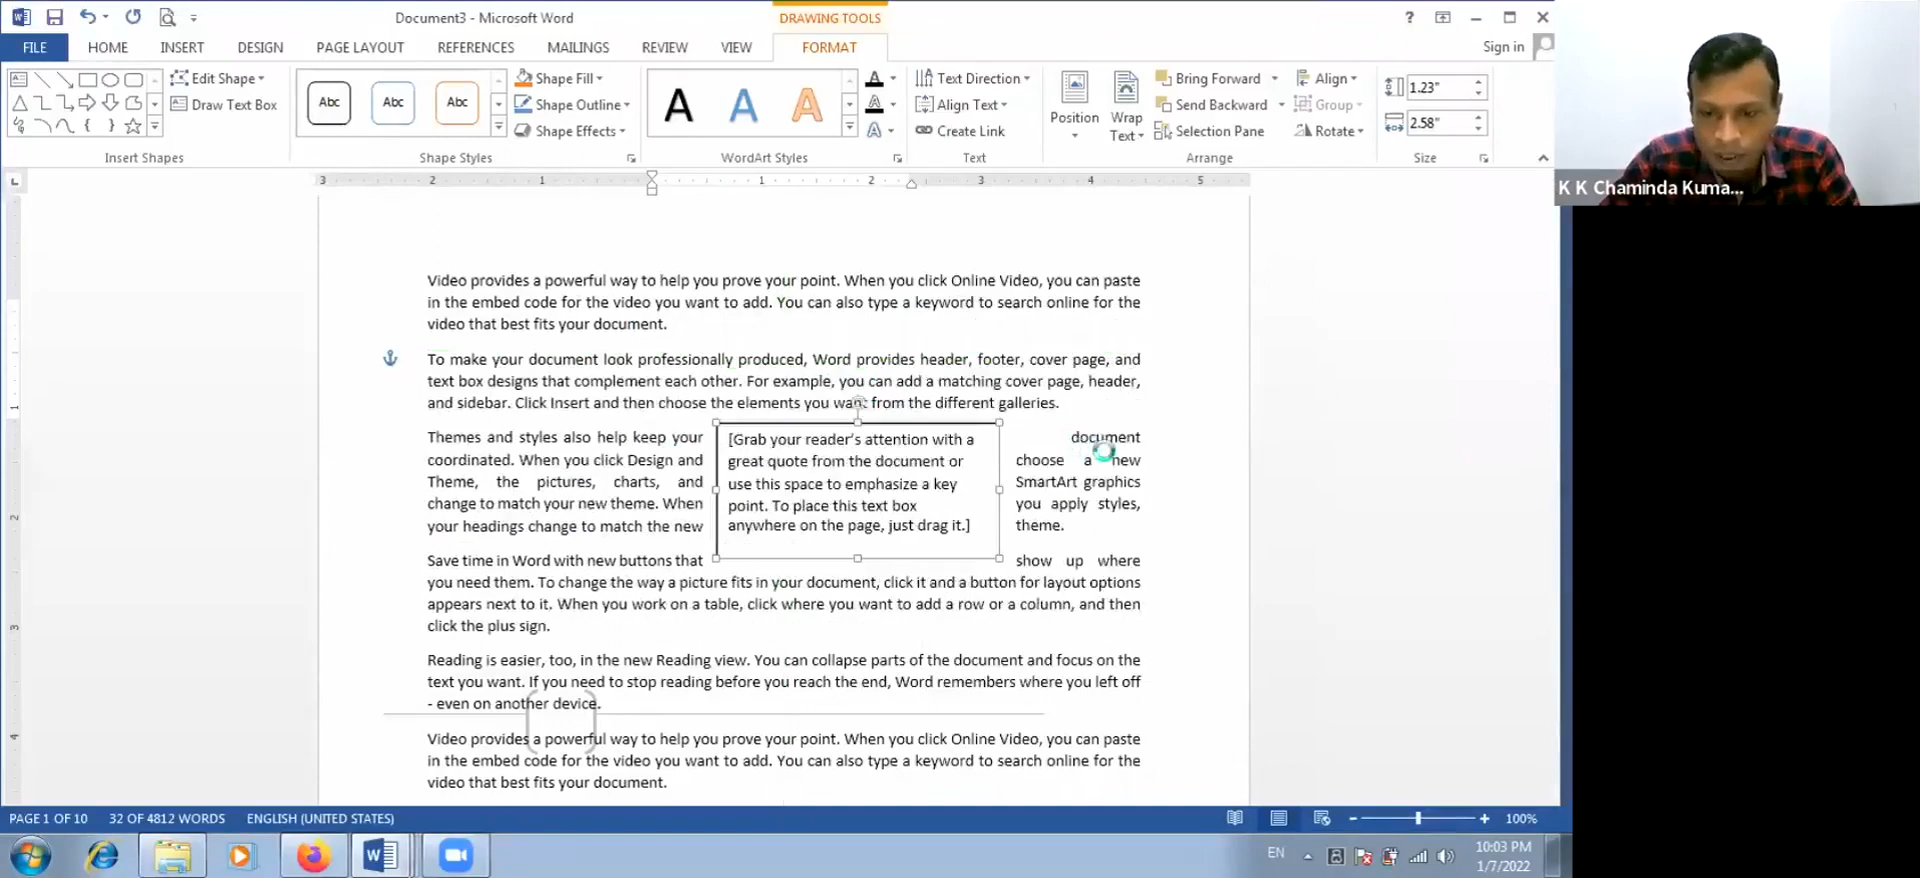 Document3 - Microsoft Word
DRAWING TOOLS
?
FILE HOME INSERT DESIGN PAGE LAYOUT REFERENCES MAILINGS REVIEW VIEW FORMAT Sign in
Edit Shape
Draw Text Box
Insert Shapes
Abc Abc Abc
Shape Fill
Shape Outline
Shape Effects
Shape Styles
A A A
A
A
A
WordArt Styles
Text Direction
Align Text
Create Link
Text
Position
Wrap
Text
Bring Forward
Send Backward
Selection Pane
Align
Group
Rotate
Arrange
1.23"
2.58"
Size
K K Chaminda Kuma...
3 2 1 1 2 3 4 5
Video provides a powerful way to help you prove your point. When you click Online Video, you can paste
in the embed code for the video you want to add. You can also type a keyword to search online for the
video that best fits your document.
To make your document look professionally produced, Word provides header, footer, cover page, and
text box designs that complement each other. For example, you can add a matching cover page, header,
and sidebar. Click Insert and then choose the elements you want from the different galleries.
Themes and styles also help keep your document
coordinated. When you click Design and choose a new
Theme, the pictures, charts, and SmartArt graphics
change to match your new theme. When you apply styles,
your headings change to match the new theme.
[Grab your reader's attention with a
great quote from the document or
use this space to emphasize a key
point. To place this text box
anywhere on the page, just drag it.]
Save time in Word with new buttons that show up where
you need them. To change the way a picture fits in your document, click it and a button for layout options
appears next to it. When you work on a table, click where you want to add a row or a column, and then
click the plus sign.
Reading is easier, too, in the new Reading view. You can collapse parts of the document and focus on the
text you want. If you need to stop reading before you reach the end, Word remembers where you left off
- even on another device.
Video provides a powerful way to help you prove your point. When you click Online Video, you can paste
in the embed code for the video you want to add. You can also type a keyword to search online for the
video that best fits your document.
1
2
3
4
PAGE 1 OF 10 32 OF 4812 WORDS ENGLISH (UNITED STATES) 100%
EN
10:03 PM
1/7/2022